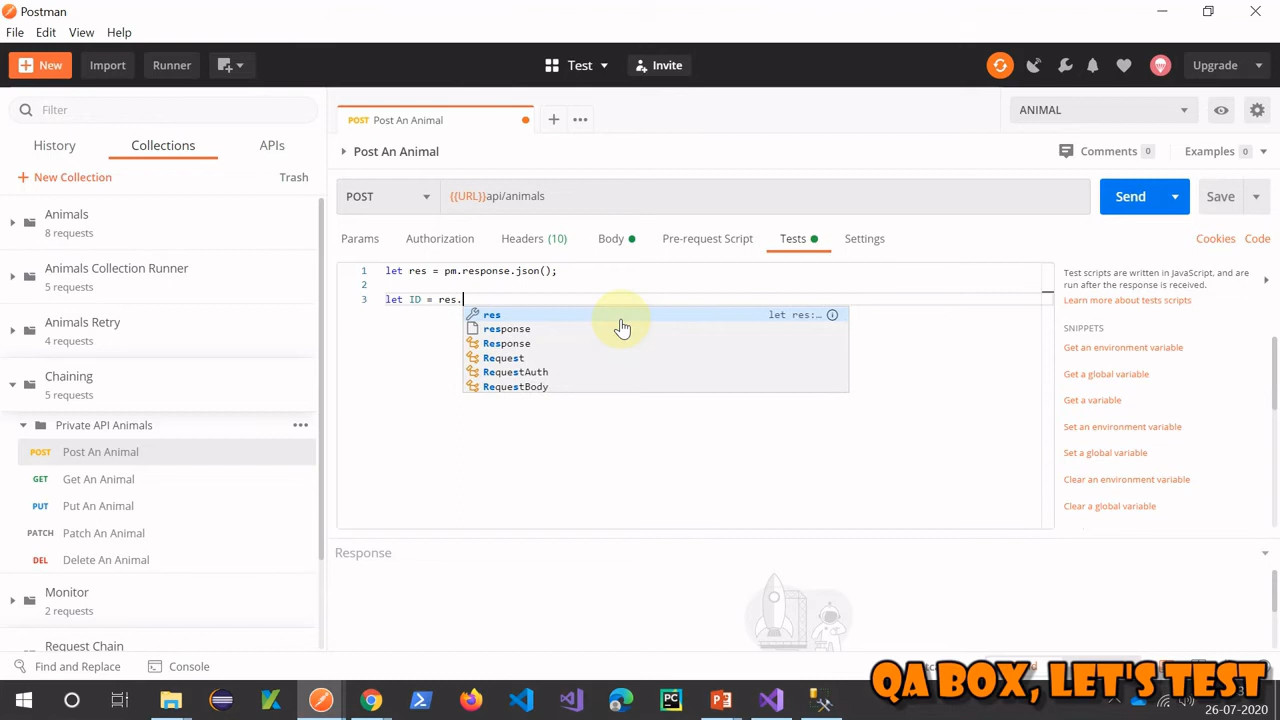 Postman
File Edit View Help
New Import Runner Test Invite Upgrade
Filter
History Collections APIs
New Collection Trash
Animals
8 requests
Animals Collection Runner
5 requests
Animals Retry
4 requests
Chaining
5 requests
Private API Animals
POST Post An Animal
GET Get An Animal
PUT Put An Animal
PATCH Patch An Animal
DEL Delete An Animal
Monitor
2 requests
Request Chain
Find and Replace Console
POST Post An Animal
ANIMAL
Post An Animal
Comments 0 Examples 0
POST {{URL}}api/animals Send Save
Params Authorization Headers (10) Body Pre-request Script Tests Settings Cookies Code
1 let res = pm.response.json();
2
3 let ID = res.
res let res:…
response
Response
Request
RequestAuth
RequestBody
Test scripts are written in JavaScript, and are
run after the response is received.
Learn more about tests scripts
SNIPPETS
Get an environment variable
Get a global variable
Get a variable
Set an environment variable
Set a global variable
Clear an environment variable
Clear a global variable
Response
QA BOX, LET'S TEST
26-07-2020